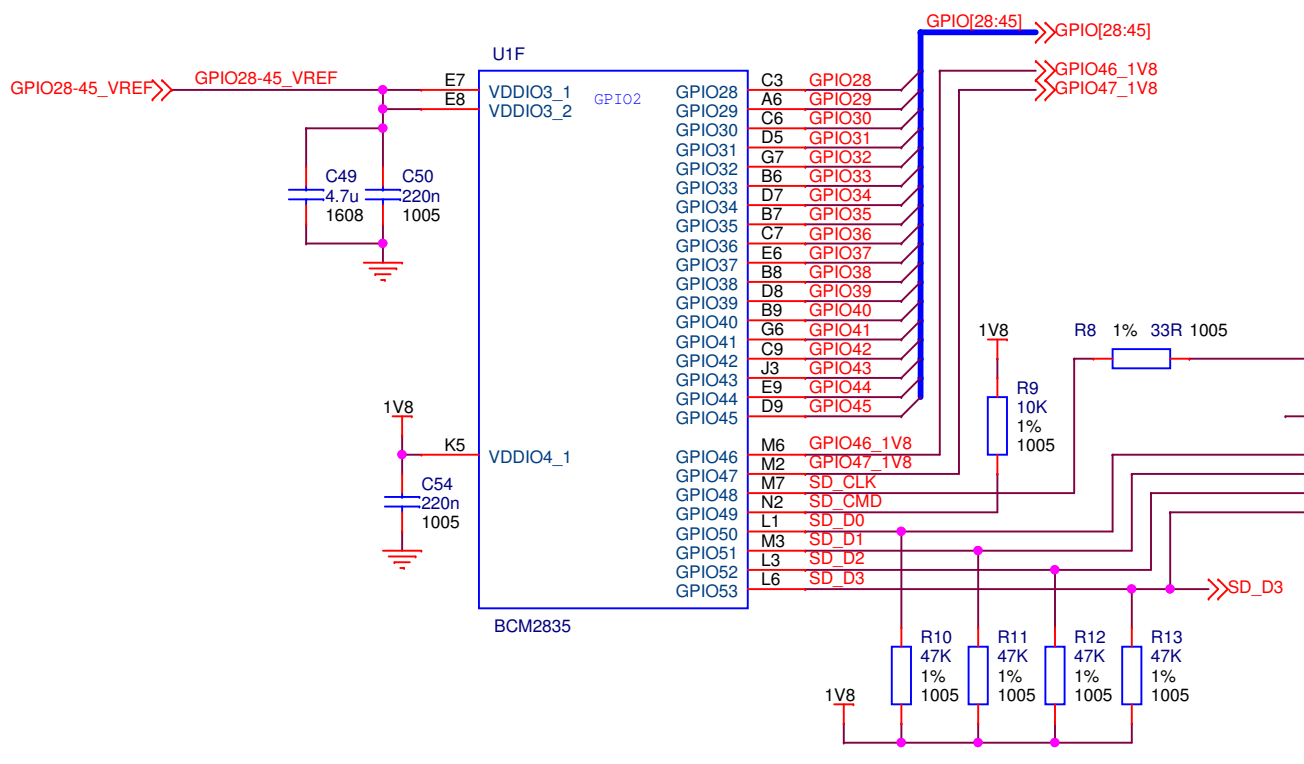 GPIO[28:45]
GPIO[28:45]
U1F
GPIO28-45_VREF
GPIO28-45_VREF
GPIO46_1V8
GPIO47_1V8
E7
VDDIO3_1
E8
VDDIO3_2
GPIO2
GPIO28 C3 GPIO28
GPIO29 A6 GPIO29
GPIO30 C6 GPIO30
GPIO31 D5 GPIO31
GPIO32 G7 GPIO32
GPIO33 B6 GPIO33
GPIO34 D7 GPIO34
GPIO35 B7 GPIO35
GPIO36 C7 GPIO36
GPIO37 E6 GPIO37
GPIO38 B8 GPIO38
GPIO39 D8 GPIO39
GPIO40 B9 GPIO40
GPIO41 G6 GPIO41
GPIO42 C9 GPIO42
GPIO43 J3 GPIO43
GPIO44 E9 GPIO44
GPIO45 D9 GPIO45
C49
4.7u
1608
C50
220n
1005
1V8
R8 1% 33R 1005
R9
10K
1%
1005
1V8
K5
VDDIO4_1
C54
220n
1005
GPIO46 M6 GPIO46_1V8
GPIO47 M2 GPIO47_1V8
GPIO48 M7 SD_CLK
GPIO49 N2 SD_CMD
GPIO50 L1 SD_D0
GPIO51 M3 SD_D1
GPIO52 L3 SD_D2
GPIO53 L6 SD_D3
SD_D3
BCM2835
R10
47K
1%
1005
R11
47K
1%
1005
R12
47K
1%
1005
R13
47K
1%
1005
1V8